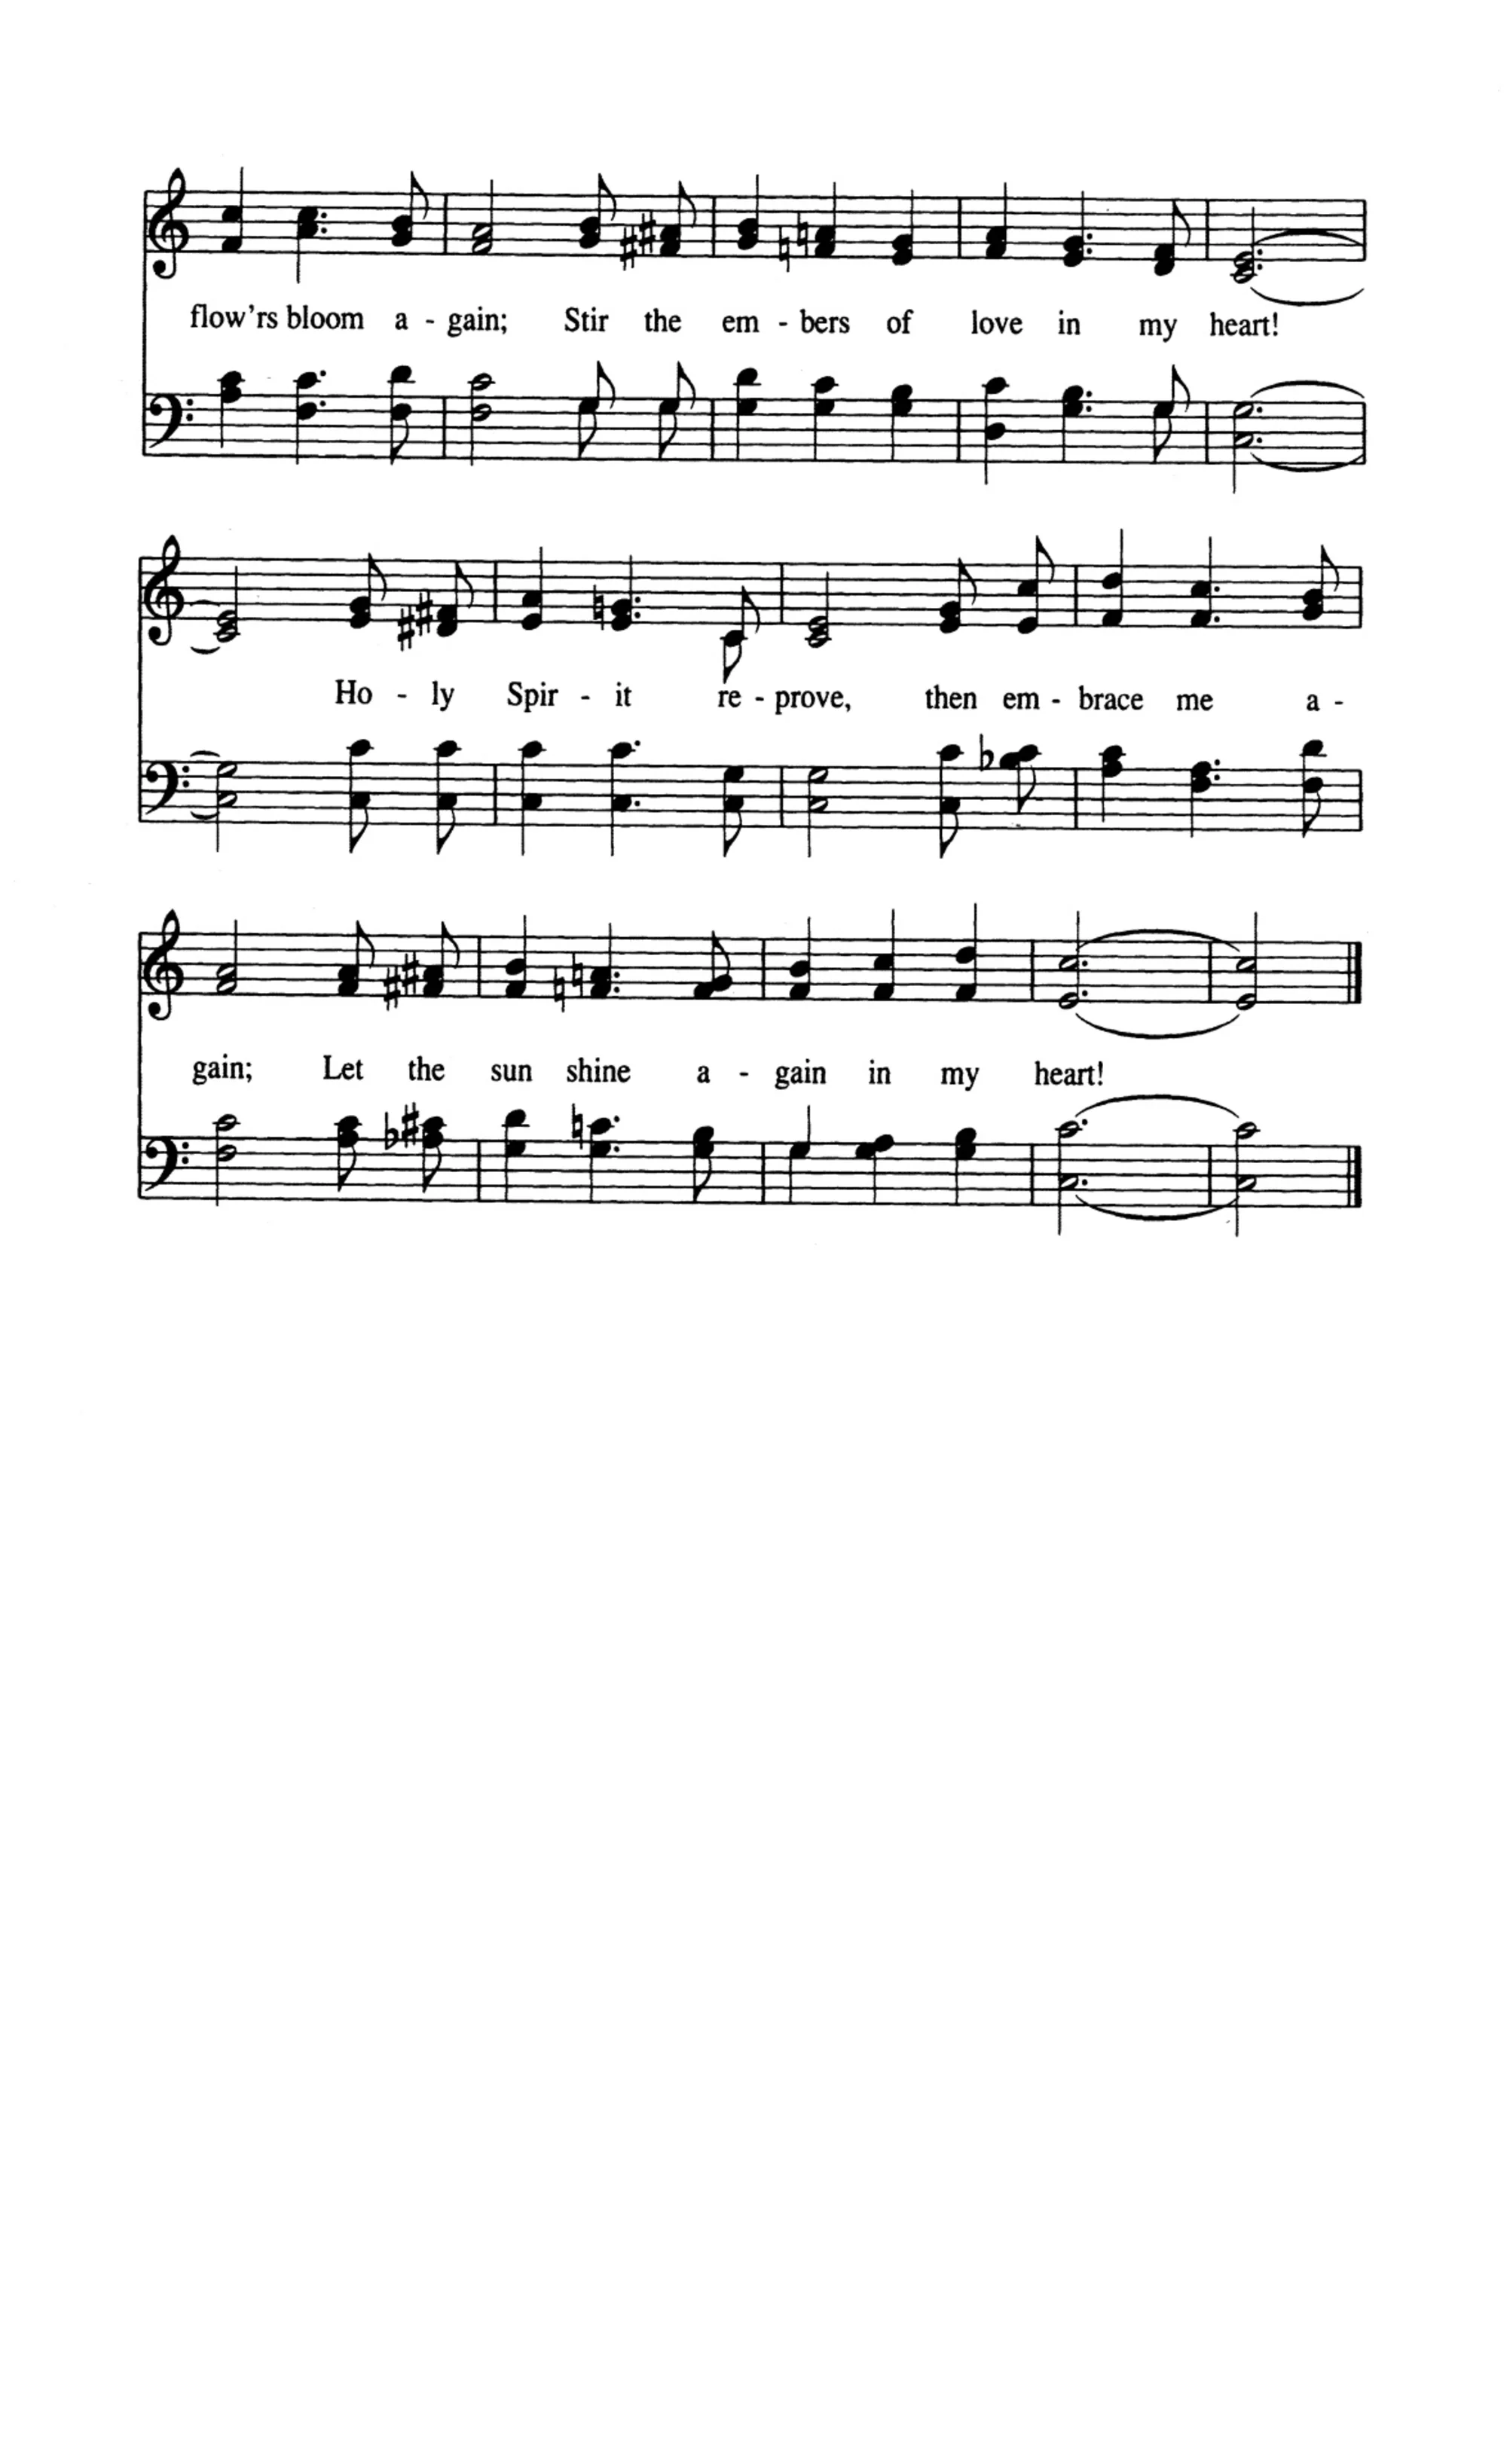 flow'rs bloom a - gain; Stir the em - bers of love in my heart!
Ho - ly Spir - it re - prove, then em - brace me a -
gain; Let the sun shine a - gain in my heart!